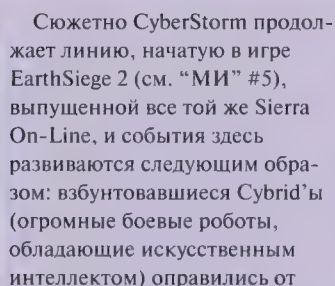 Сюжетно CyberStorm продол-
жает линию, начатую в игре
EarthSiege 2 (см. “МИ” #5),
выпущенной все той же Sierra
On-Line, и события здесь
развиваются следующим обра-
зом: взбунтовавшиеся Cybrid'ы
(огромные боевые роботы,
обладающие искусственным
интеллектом) оправились от